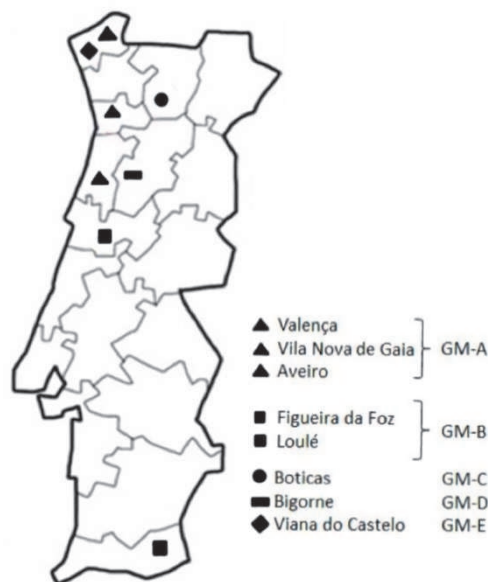 Valença
Vila Nova de Gaia
Aveiro
GM-A
Figueira da Foz
Loulé
GM-B
Boticas GM-C
Bigorne GM-D
Viana do Castelo GM-E